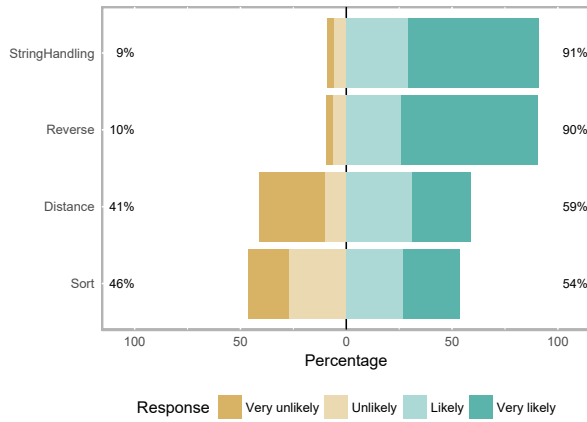 StringHandling 9% 91%
Reverse 10% 90%
Distance 41% 59%
Sort 46% 54%
100 50 0 50 100
Percentage
Response Very unlikely Unlikely Likely Very likely